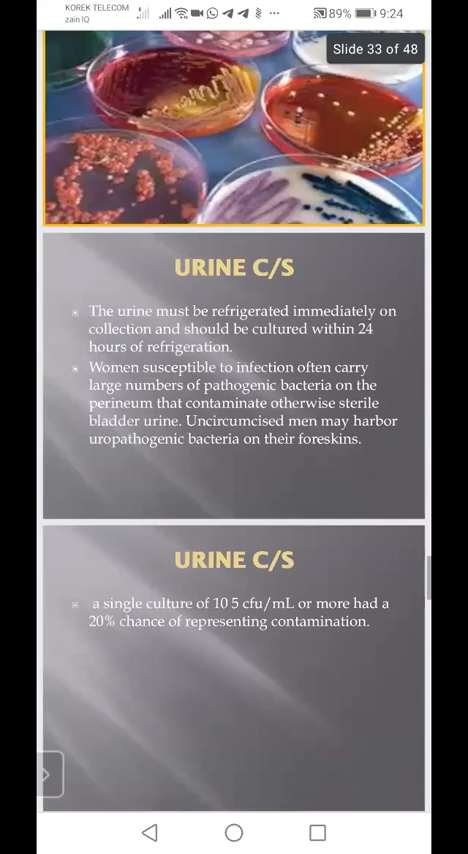 KOREK TELECOM
zain IQ
89% 9:24
Slide 33 of 48
URINE C/S
The urine must be refrigerated immediately on
collection and should be cultured within 24
hours of refrigeration.
Women susceptible to infection often carry
large numbers of pathogenic bacteria on the
perineum that contaminate otherwise sterile
bladder urine. Uncircumcised men may harbor
uropathogenic bacteria on their foreskins.
URINE C/S
a single culture of 10 5 cfu/mL or more had a
20% chance of representing contamination.